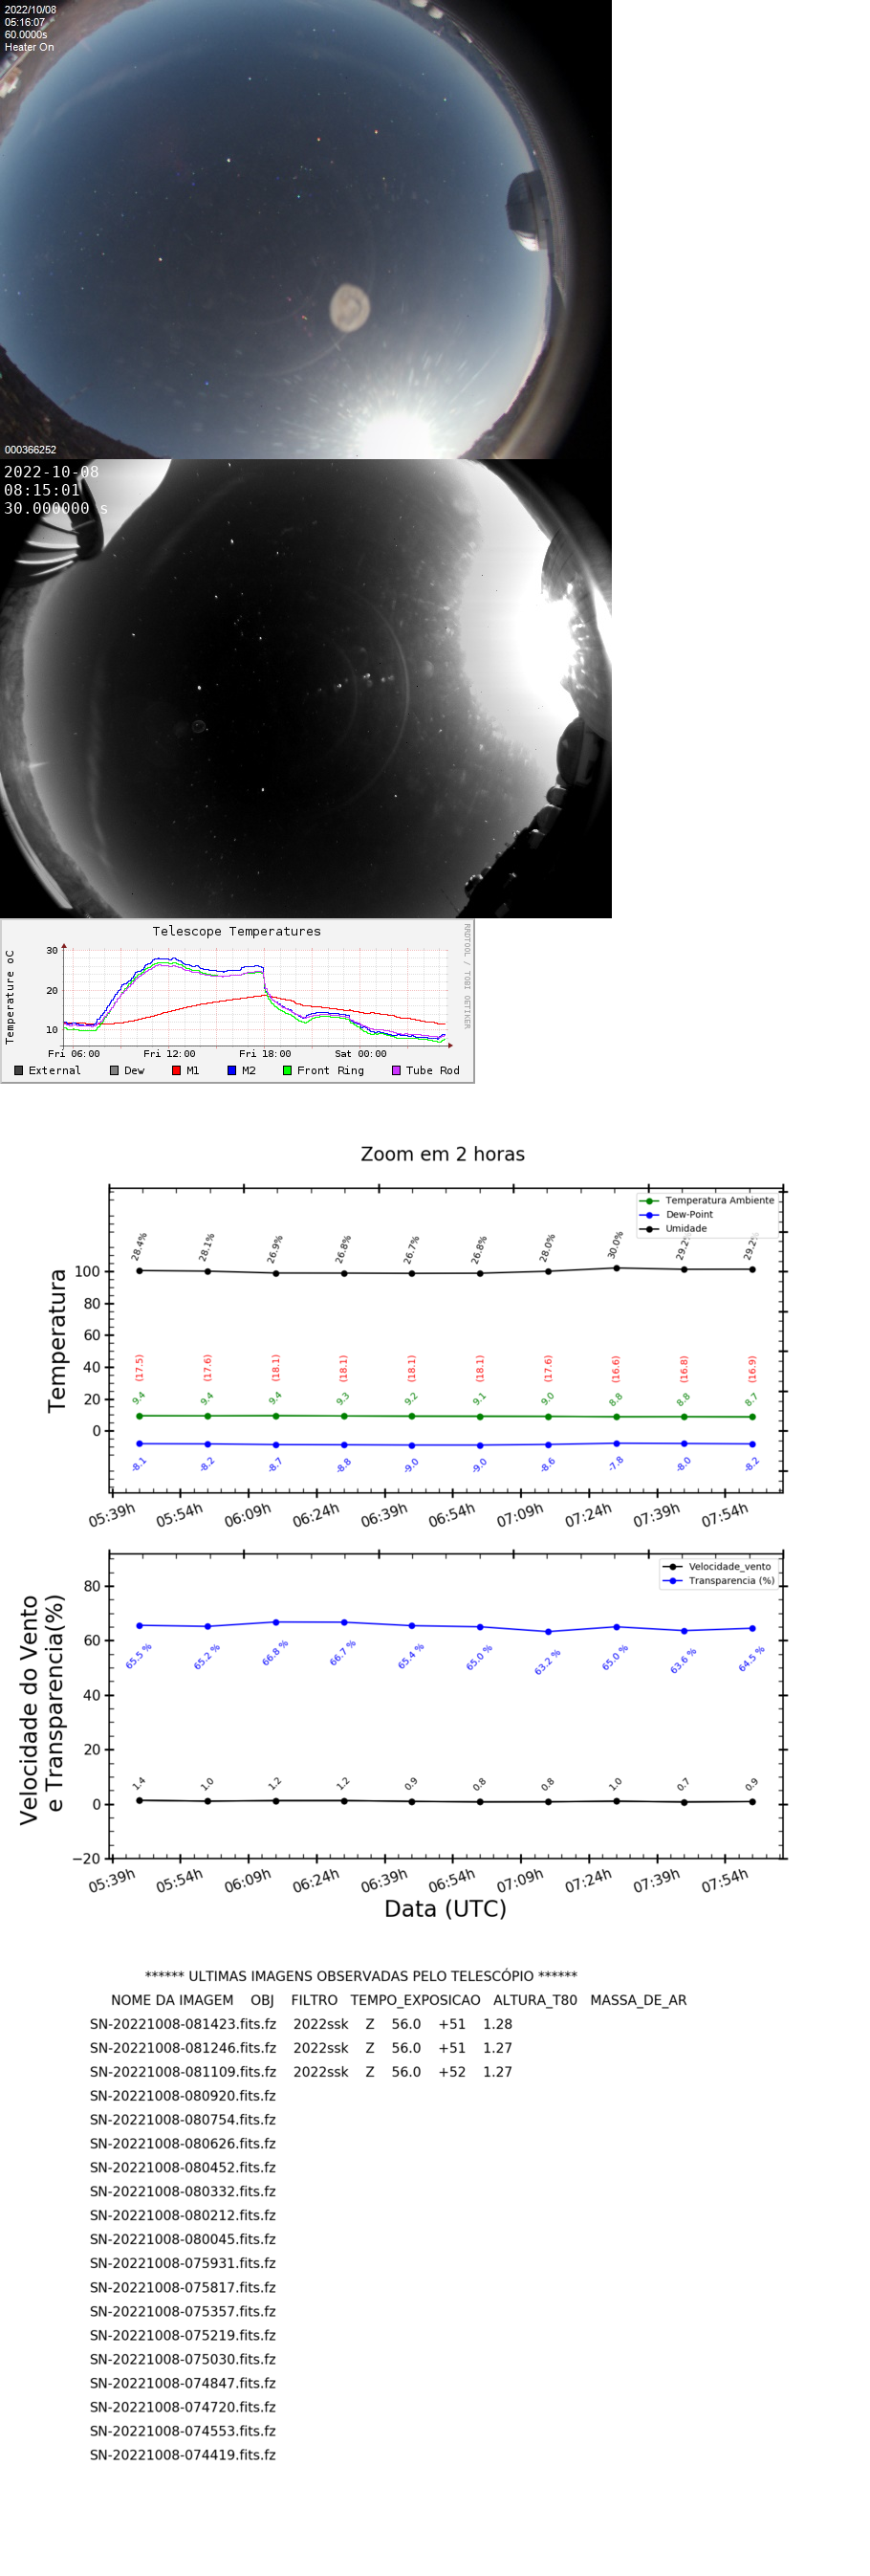 2022/10/08
05:16:07
60.0000s
Heater On
000366252
2022-10-08
08:15:01
30.000000 s
Telescope Temperatures
RRDTOOL / TOBI OETIKER
Temperature oC
30
20
10
Fri 06:00 Fri 12:00 Fri 18:00 Sat 00:00
External Dew M1 M2 Front Ring Tube Rod
Zoom em 2 horas
Temperatura Ambiente
Dew-Point
Umidade
Temperatura
28.4% 28.1% 26.9% 26.8% 26.7% 26.8% 28.0% 30.0% 29.2% 29.2%
100
80
60
40
20
0
(17.5) (17.6) (18.1) (18.1) (18.1) (18.1) (17.6) (16.6) (16.8) (16.9)
9.4 9.4 9.4 9.3 9.2 9.1 9.0 8.8 8.8 8.7
-8.1 -8.2 -8.7 -8.8 -9.0 -9.0 -8.6 -7.8 -8.0 -8.2
05:39h 05:54h 06:09h 06:24h 06:39h 06:54h 07:09h 07:24h 07:39h 07:54h
Velocidade_vento
Transparencia (%)
Velocidade do Vento
e Transparencia(%)
80
60
40
20
0
−20
65.5 % 65.2 % 66.8 % 66.7 % 65.4 % 65.0 % 63.2 % 65.0 % 63.6 % 64.5 %
1.4 1.0 1.2 1.2 0.9 0.8 0.8 1.0 0.7 0.9
05:39h 05:54h 06:09h 06:24h 06:39h 06:54h 07:09h 07:24h 07:39h 07:54h
Data (UTC)
****** ULTIMAS IMAGENS OBSERVADAS PELO TELESCÓPIO ******
NOME DA IMAGEM OBJ FILTRO TEMPO_EXPOSICAO ALTURA_T80 MASSA_DE_AR
SN-20221008-081423.fits.fz 2022ssk Z 56.0 +51 1.28
SN-20221008-081246.fits.fz 2022ssk Z 56.0 +51 1.27
SN-20221008-081109.fits.fz 2022ssk Z 56.0 +52 1.27
SN-20221008-080920.fits.fz
SN-20221008-080754.fits.fz
SN-20221008-080626.fits.fz
SN-20221008-080452.fits.fz
SN-20221008-080332.fits.fz
SN-20221008-080212.fits.fz
SN-20221008-080045.fits.fz
SN-20221008-075931.fits.fz
SN-20221008-075817.fits.fz
SN-20221008-075357.fits.fz
SN-20221008-075219.fits.fz
SN-20221008-075030.fits.fz
SN-20221008-074847.fits.fz
SN-20221008-074720.fits.fz
SN-20221008-074553.fits.fz
SN-20221008-074419.fits.fz